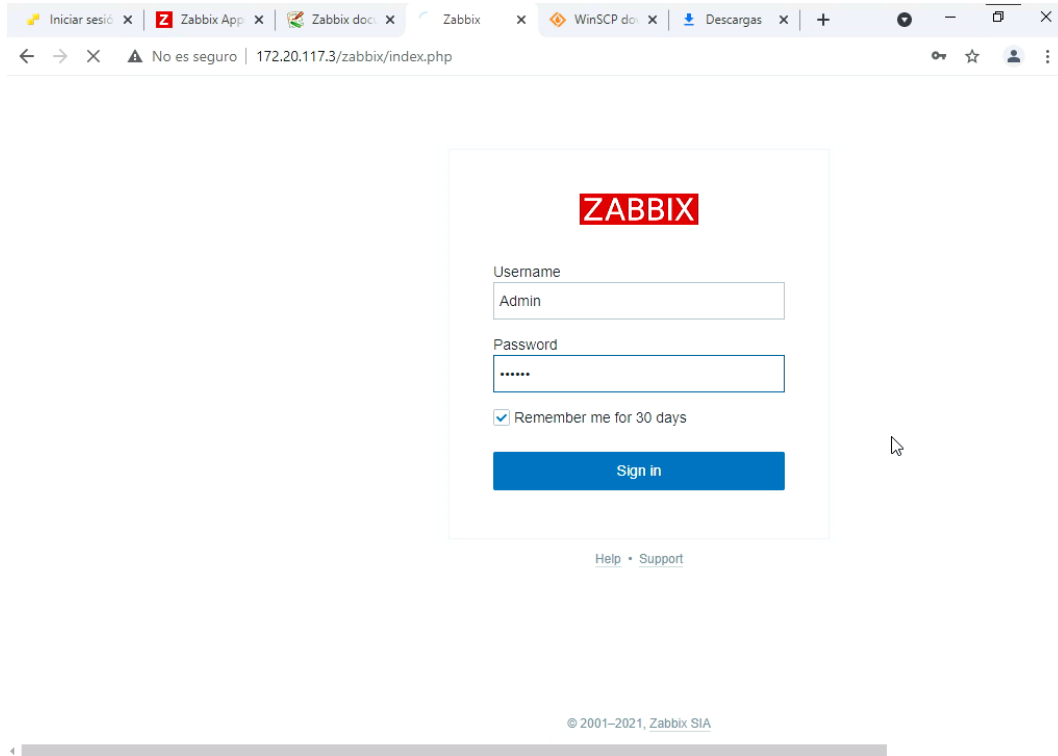 Iniciar sesió
Zabbix App
Zabbix docu
Zabbix
WinSCP do
Descargas
No es seguro
172.20.117.3/zabbix/index.php
ZABBIX
Username
Admin
Password
••••••
Remember me for 30 days
Sign in
Help • Support
© 2001–2021, Zabbix SIA